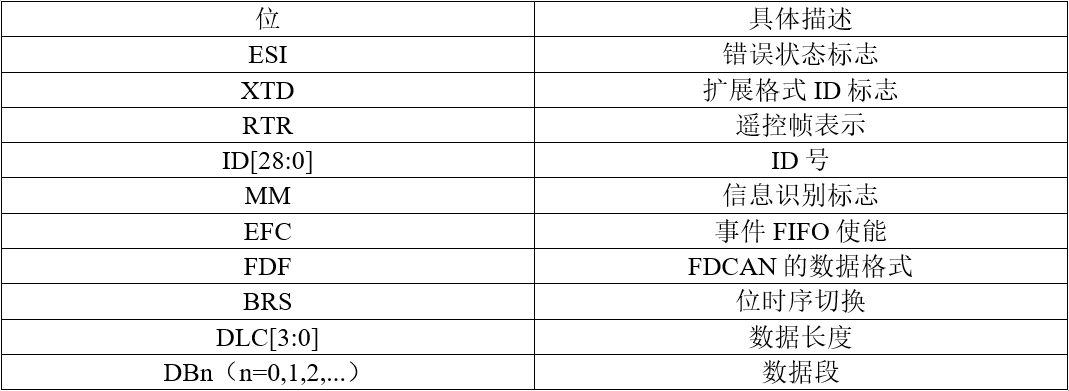 位 具体描述
ESI 错误状态标志
XTD 扩展格式 ID 标志
RTR 遥控帧表示
ID[28:0] ID 号
MM 信息识别标志
EFC 事件 FIFO 使能
FDF FDCAN 的数据格式
BRS 位时序切换
DLC[3:0] 数据长度
DBn（n=0,1,2,...） 数据段